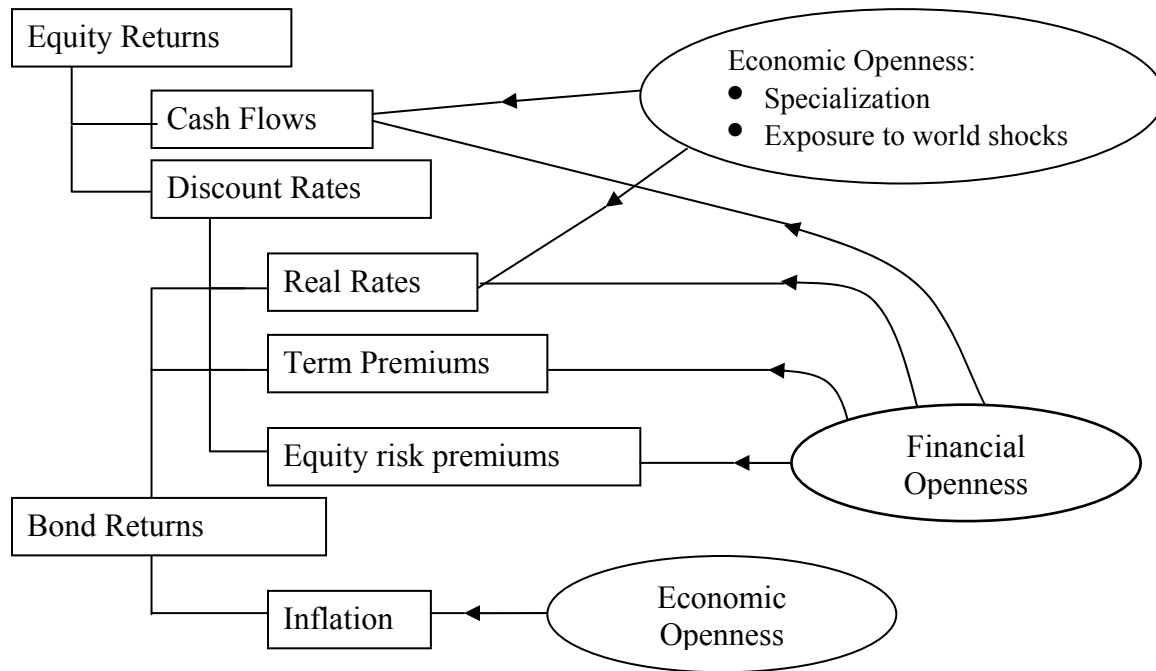 Equity Returns
Economic Openness:
● Specialization
● Exposure to world shocks
Cash Flows
Discount Rates
Real Rates
Term Premiums
Equity risk premiums
Financial
Openness
Bond Returns
Inflation
Economic
Openness